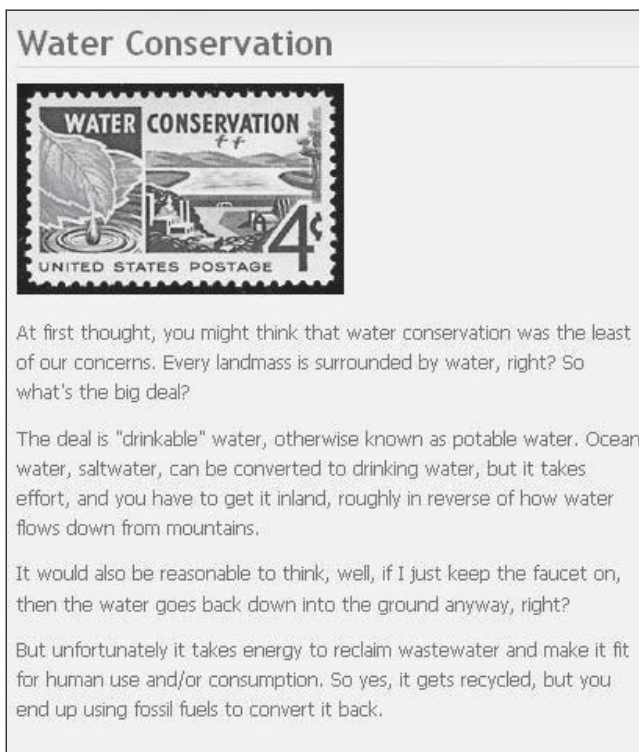 Water Conservation
WATER CONSERVATION
4¢
UNITED STATES POSTAGE
At first thought, you might think that water conservation was the least
of our concerns. Every landmass is surrounded by water, right? So
what's the big deal?
The deal is "drinkable" water, otherwise known as potable water. Ocean
water, saltwater, can be converted to drinking water, but it takes
effort, and you have to get it inland, roughly in reverse of how water
flows down from mountains.
It would also be reasonable to think, well, if I just keep the faucet on,
then the water goes back down into the ground anyway, right?
But unfortunately it takes energy to reclaim wastewater and make it fit
for human use and/or consumption. So yes, it gets recycled, but you
end up using fossil fuels to convert it back.